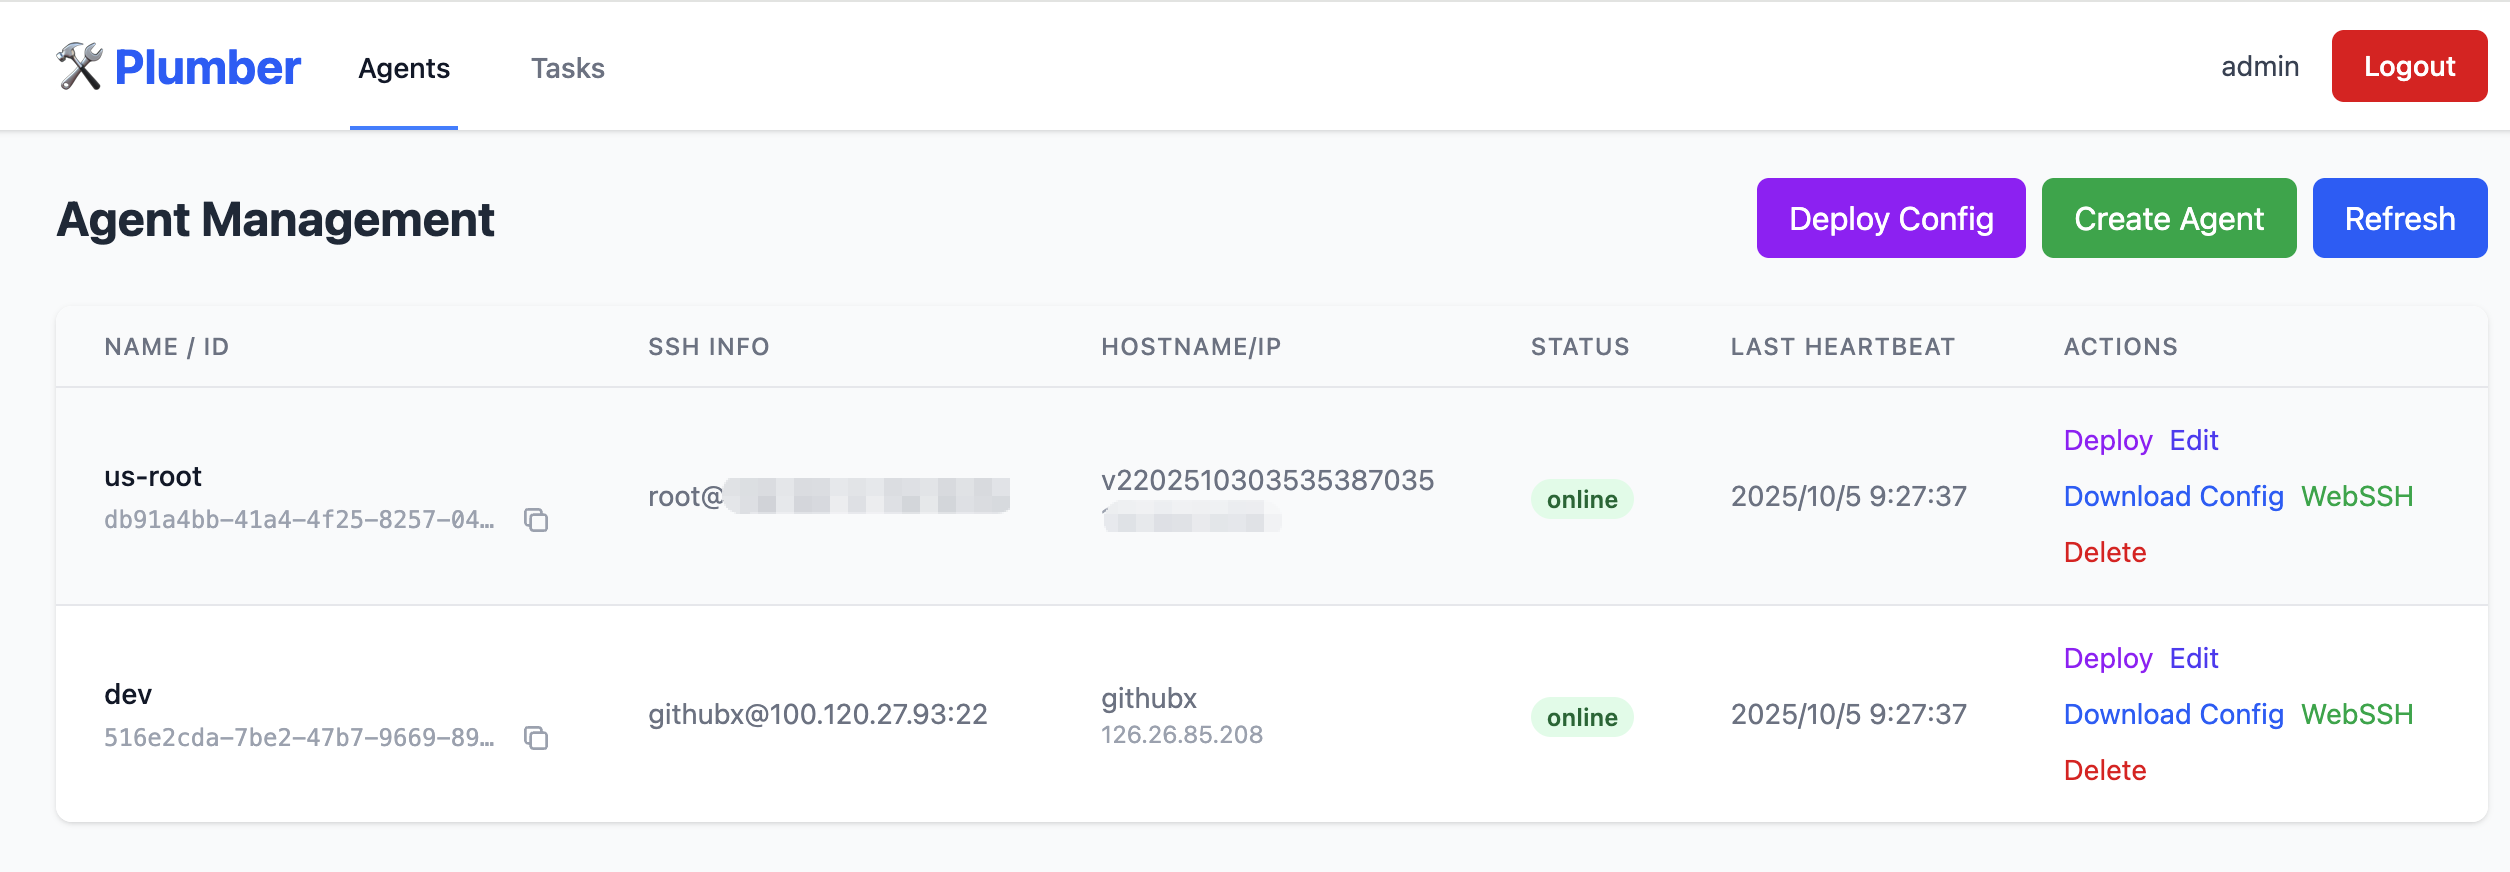 Plumber Agents Tasks admin Logout
Agent Management Deploy Config Create Agent Refresh
NAME / ID SSH INFO HOSTNAME/IP STATUS LAST HEARTBEAT ACTIONS
us-root
db91a4bb-41a4-4f25-8257-04…
root@
v2202510303535387035
online
2025/10/5 9:27:37
Deploy Edit
Download Config WebSSH
Delete
dev
516e2cda-7be2-47b7-9669-89…
githubx@100.120.27.93:22
githubx
126.26.85.208
online
2025/10/5 9:27:37
Deploy Edit
Download Config WebSSH
Delete